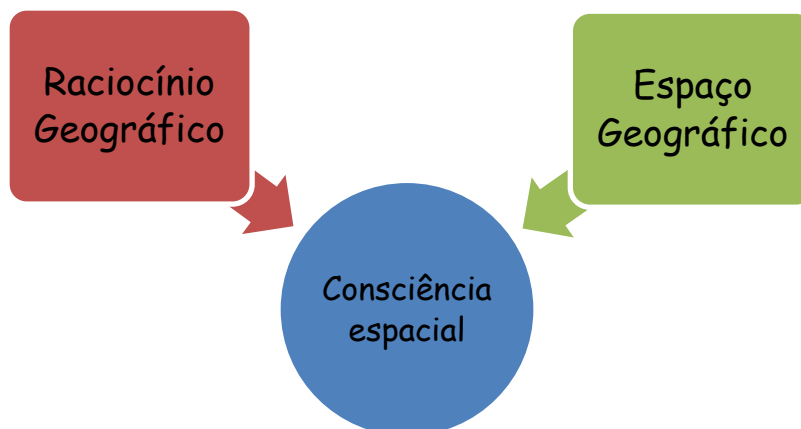 Raciocínio
Geográfico
Espaço
Geográfico
Consciência
espacial